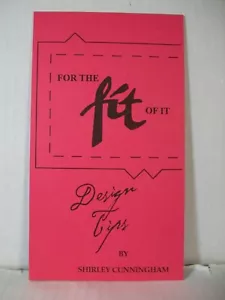 FOR THE
fit
OF IT
Design
Tips
BY
SHIRLEY CUNNINGHAM